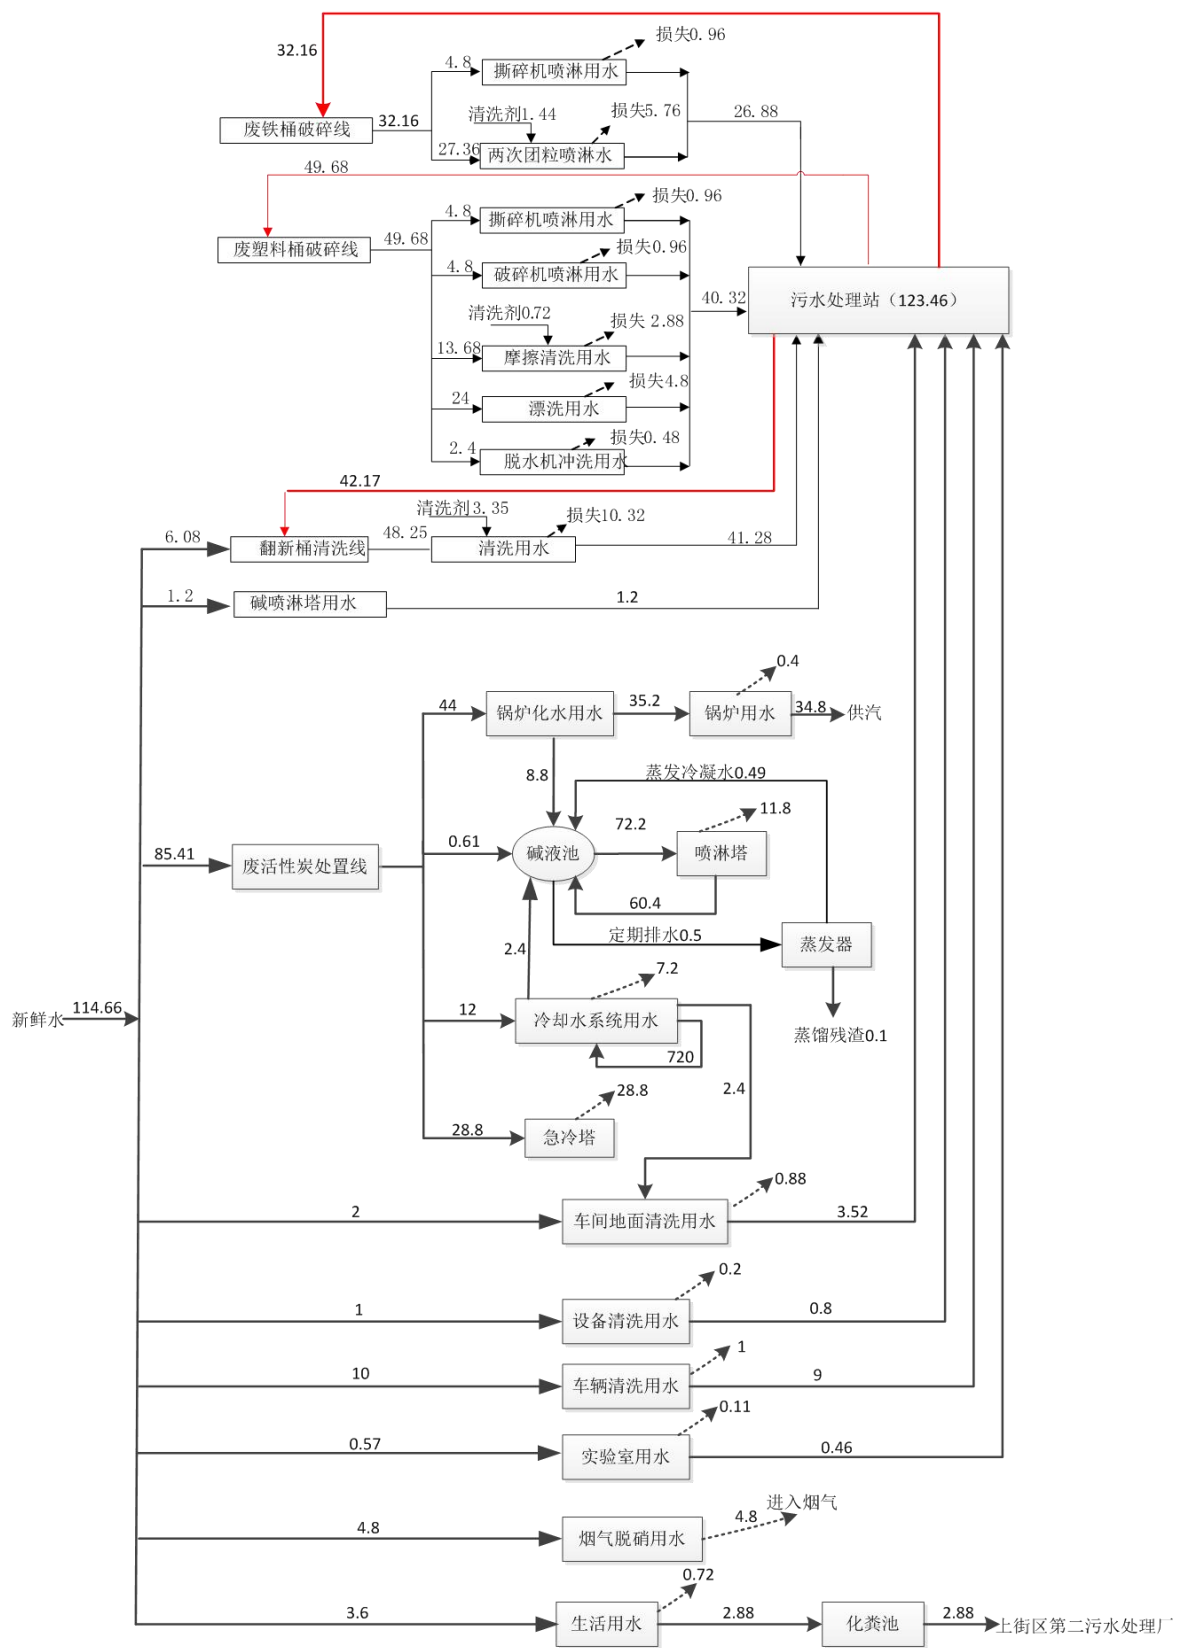 损失0.96
32.16
4.8
撕碎机喷淋用水
清洗剂1.44
损失5.76
26.88
废铁桶破碎线
32.16
27.36
两次团粒喷淋水
49.68
损失0.96
4.8
撕碎机喷淋用水
废塑料桶破碎线
49.68
损失0.96
4.8
破碎机喷淋用水
40.32
污水处理站（123.46）
清洗剂0.72
损失 2.88
13.68
摩擦清洗用水
损失4.8
24
漂洗用水
损失0.48
2.4
脱水机冲洗用水
42.17
清洗剂3.35
损失10.32
6.08
翻新桶清洗线
48.25
清洗用水
41.28
1.2
碱喷淋塔用水
1.2
0.4
44
锅炉化水用水
35.2
锅炉用水
34.8
供汽
8.8
蒸发冷凝水0.49
11.8
72.2
0.61
碱液池
喷淋塔
85.41
废活性炭处置线
60.4
定期排水0.5
蒸发器
2.4
7.2
新鲜水
114.66
12
冷却水系统用水
蒸馏残渣0.1
720
2.4
28.8
28.8
急冷塔
0.88
2
车间地面清洗用水
3.52
0.2
1
设备清洗用水
0.8
1
10
车辆清洗用水
9
0.11
0.57
实验室用水
0.46
进入烟气
4.8
烟气脱硝用水
4.8
0.72
3.6
生活用水
2.88
化粪池
2.88
上街区第二污水处理厂